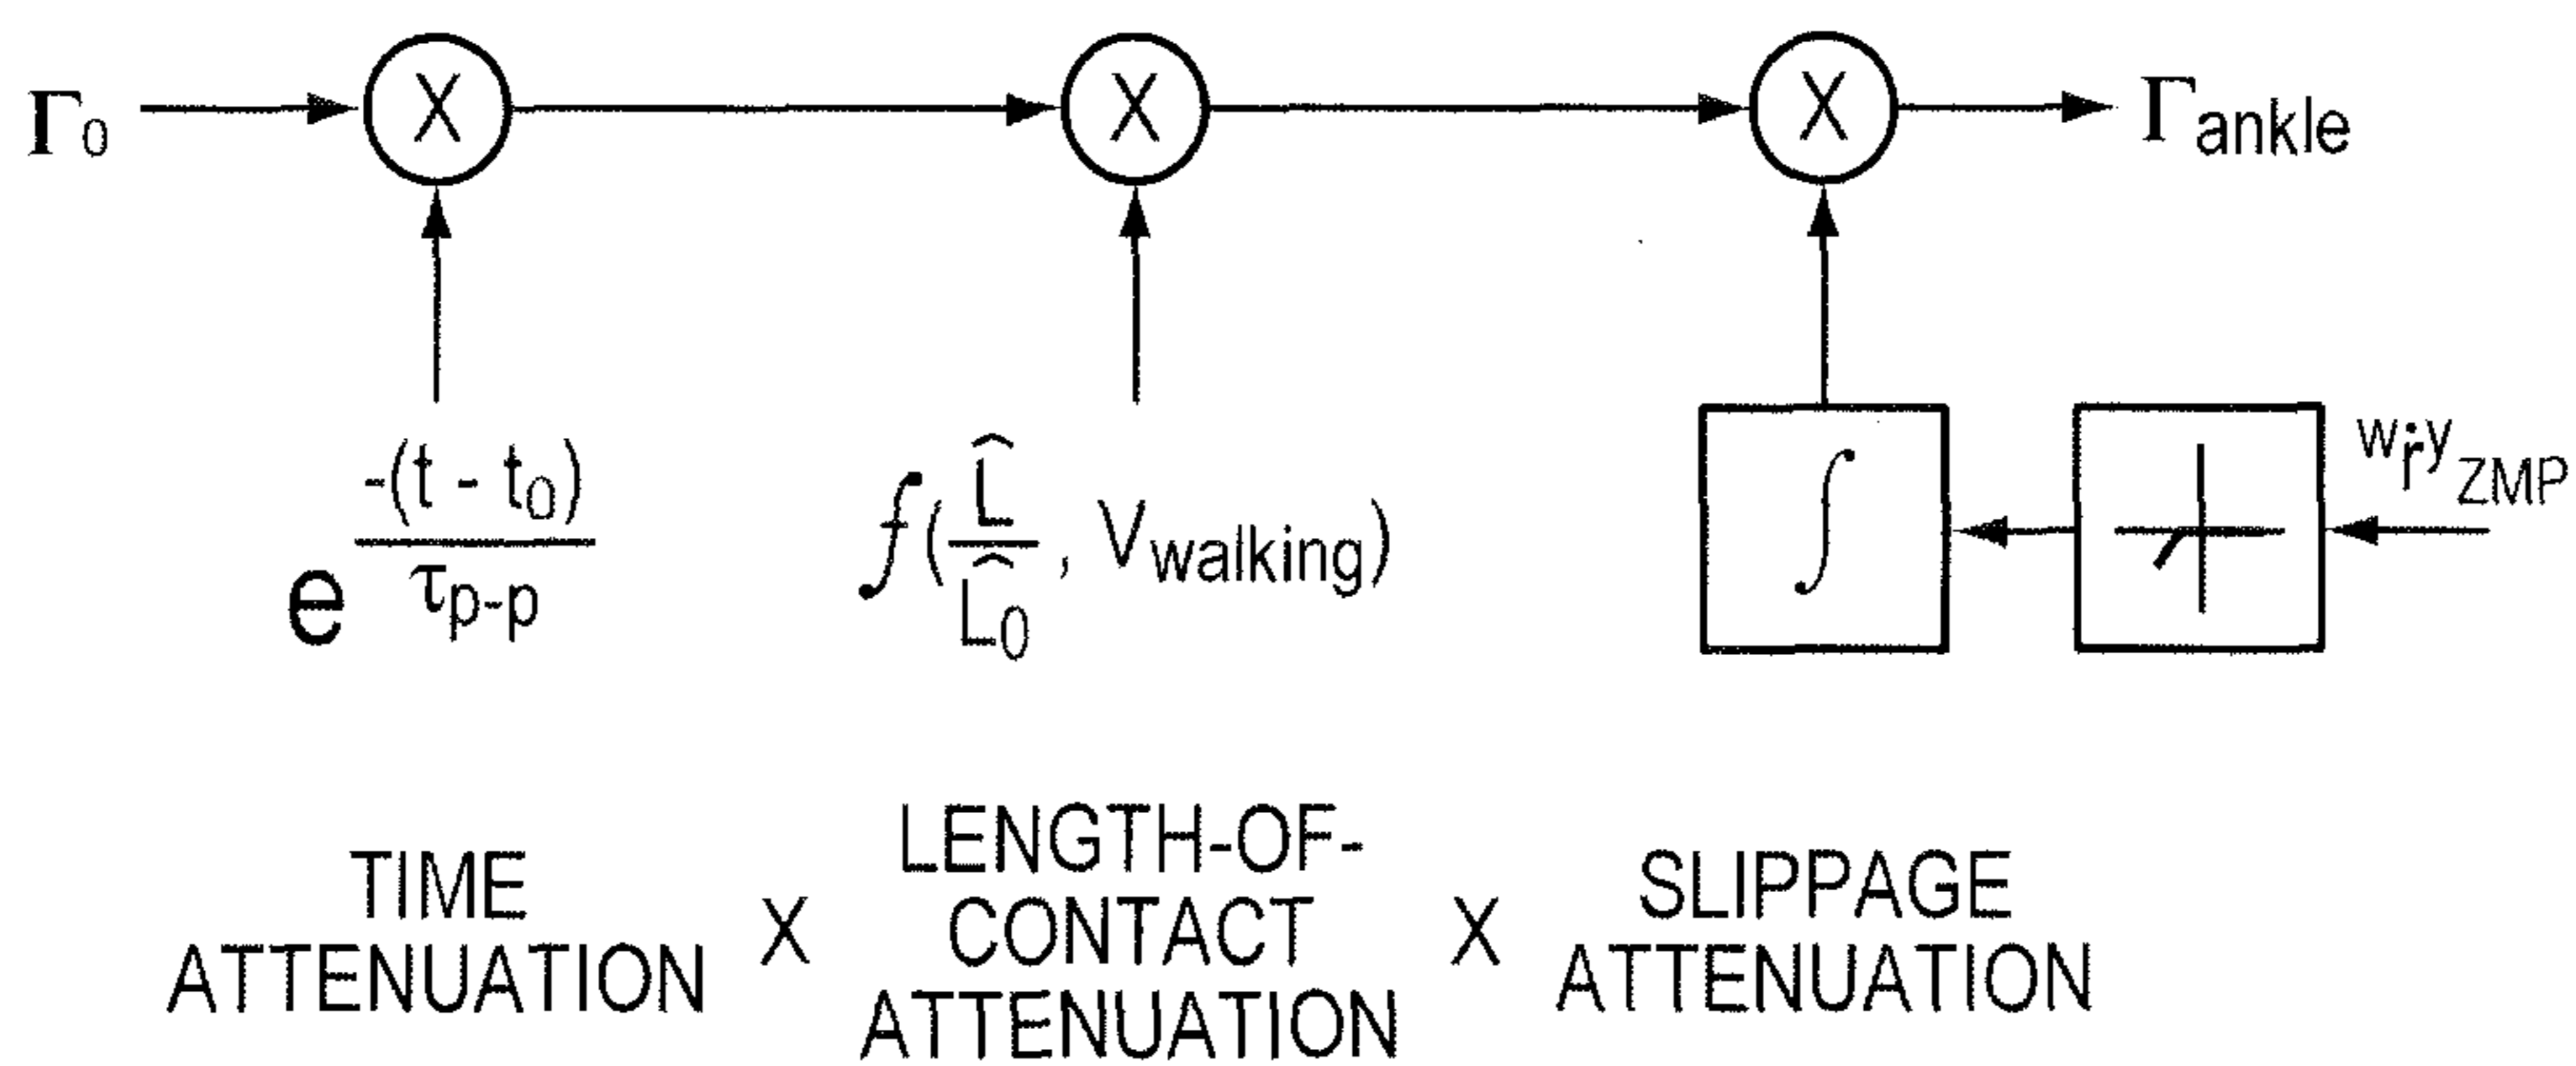 Γ₀ X X X Γankle
e^(-(t - t₀) / τp-p)
f(L̂ / L̂₀, Vwalking)
∫
ʷṙʸZMP
TIME ATTENUATION X LENGTH-OF-CONTACT ATTENUATION X SLIPPAGE ATTENUATION